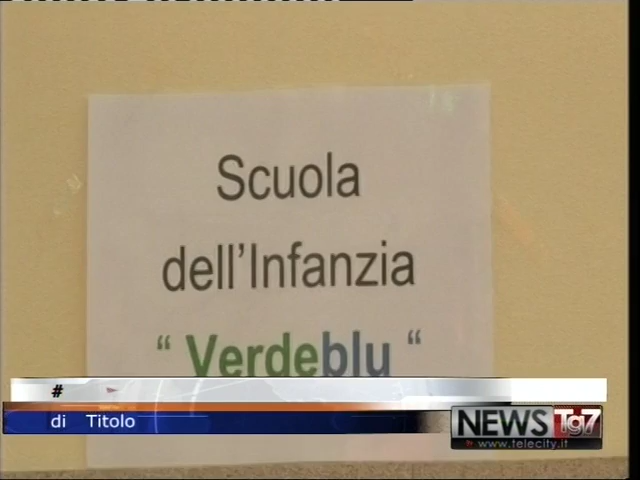 Scuola
dell'Infanzia
“ Verdeblu “
#
di Titolo
NEWS Tg7
www.telecity.it